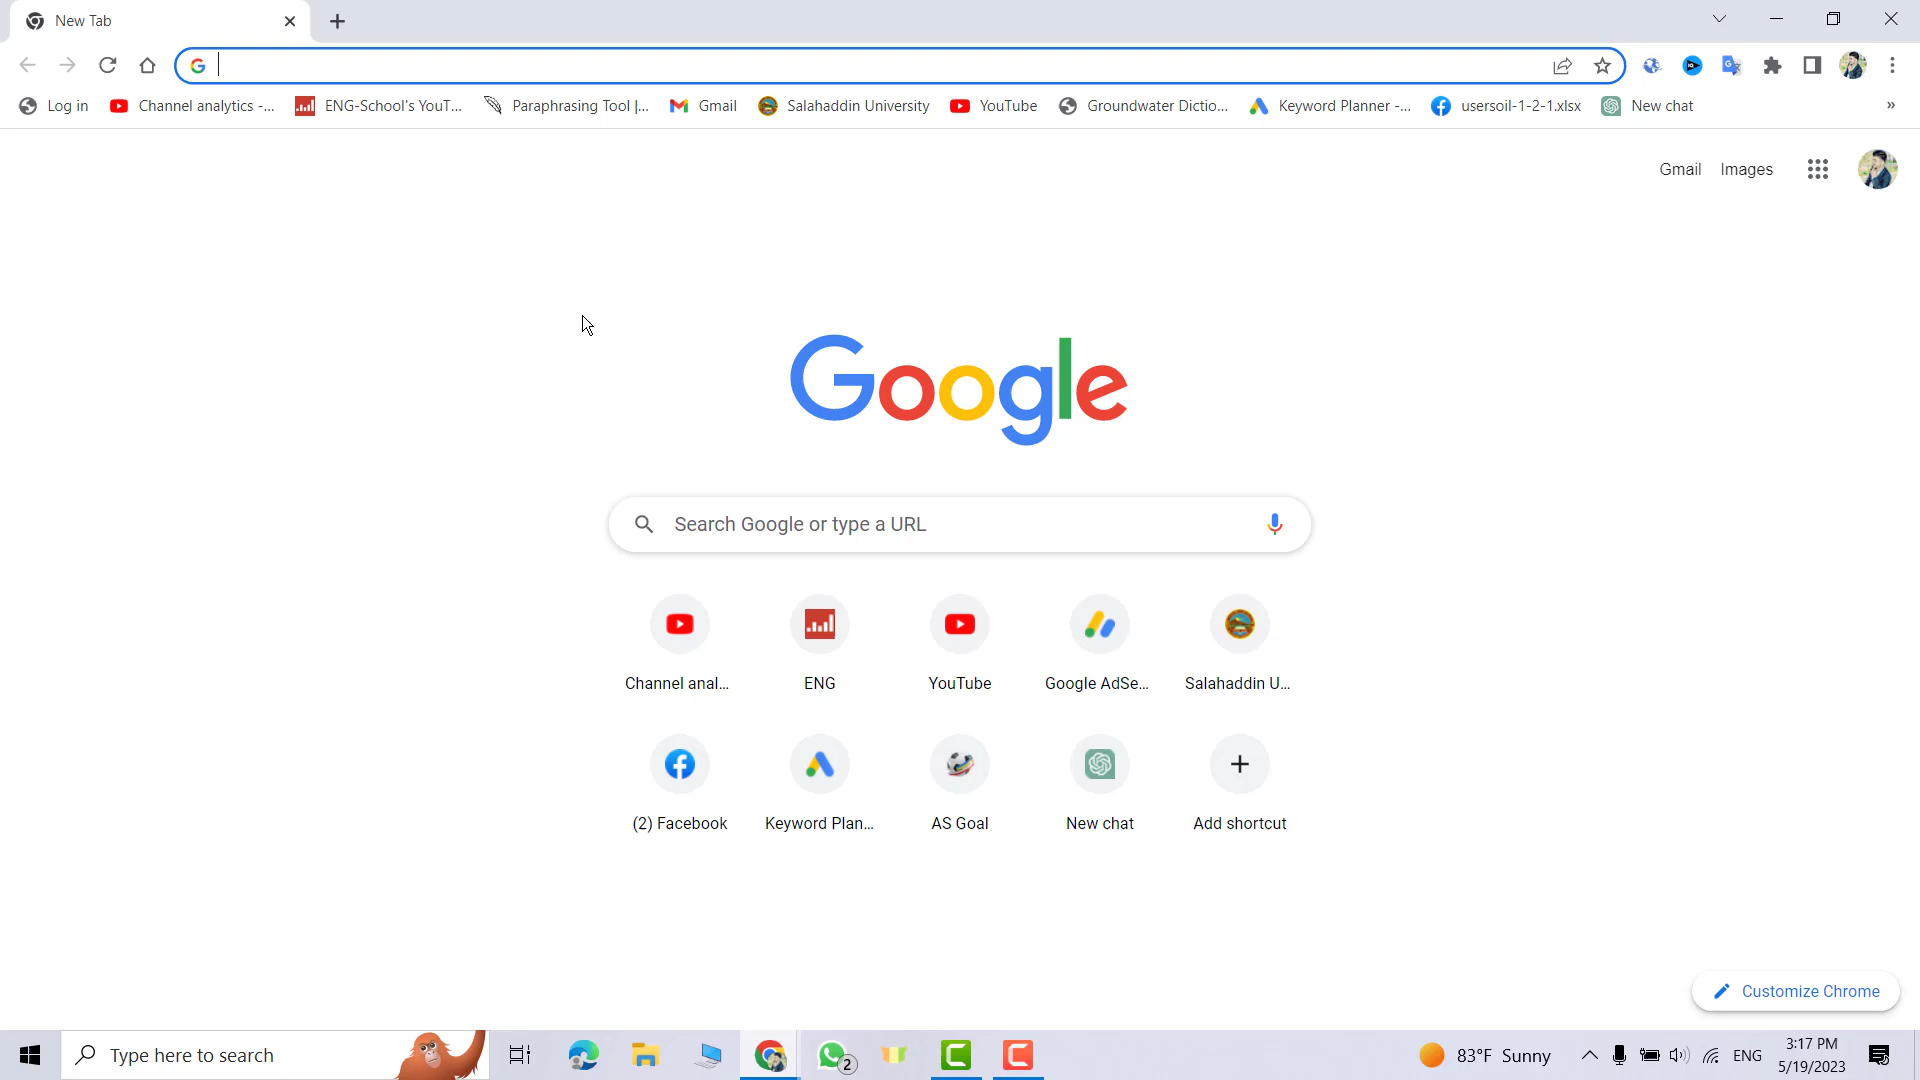 New Tab
Log in
Channel analytics -...
ENG-School's YouT...
Paraphrasing Tool |...
Gmail
Salahaddin University
YouTube
Groundwater Dictio...
Keyword Planner -...
usersoil-1-2-1.xlsx
New chat
»
Gmail
Images
Google
Search Google or type a URL
Channel anal...
ENG
YouTube
Google AdSe...
Salahaddin U...
(2) Facebook
Keyword Plan...
AS Goal
New chat
Add shortcut
Customize Chrome
Type here to search
2
83°F Sunny
ENG
3:17 PM
5/19/2023